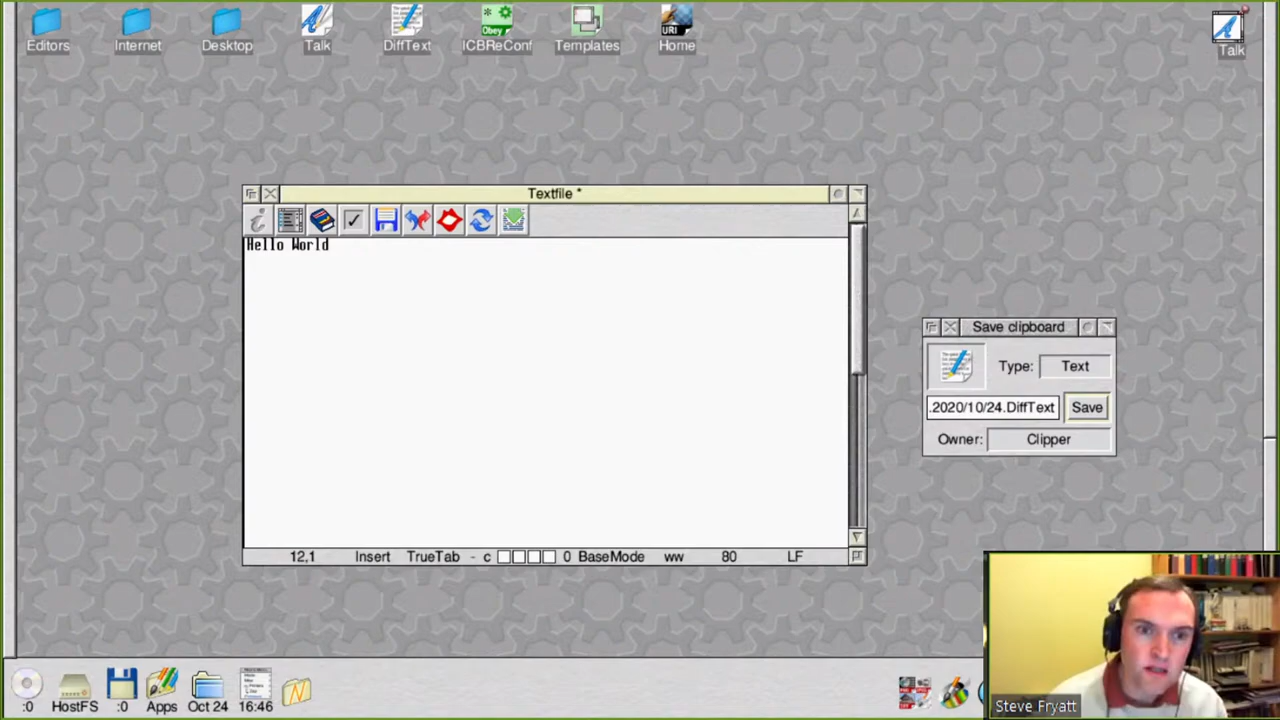 Editors Internet Desktop Talk DiffText ICBReConf Templates Home Talk
Obey
URI
Textfile *
Hello World
12,1 Insert TrueTab - c 0 BaseMode ww 80 LF
Save clipboard
Type: Text
.2020/10/24.DiffText Save
Owner: Clipper
:0 HostFS :0 Apps Oct 24 16:46
Steve Fryatt